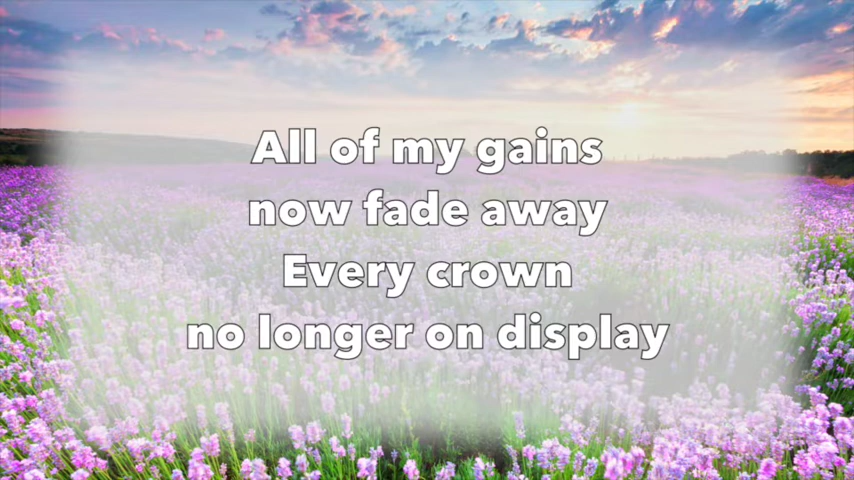 All of my gains
now fade away
Every crown
no longer on display